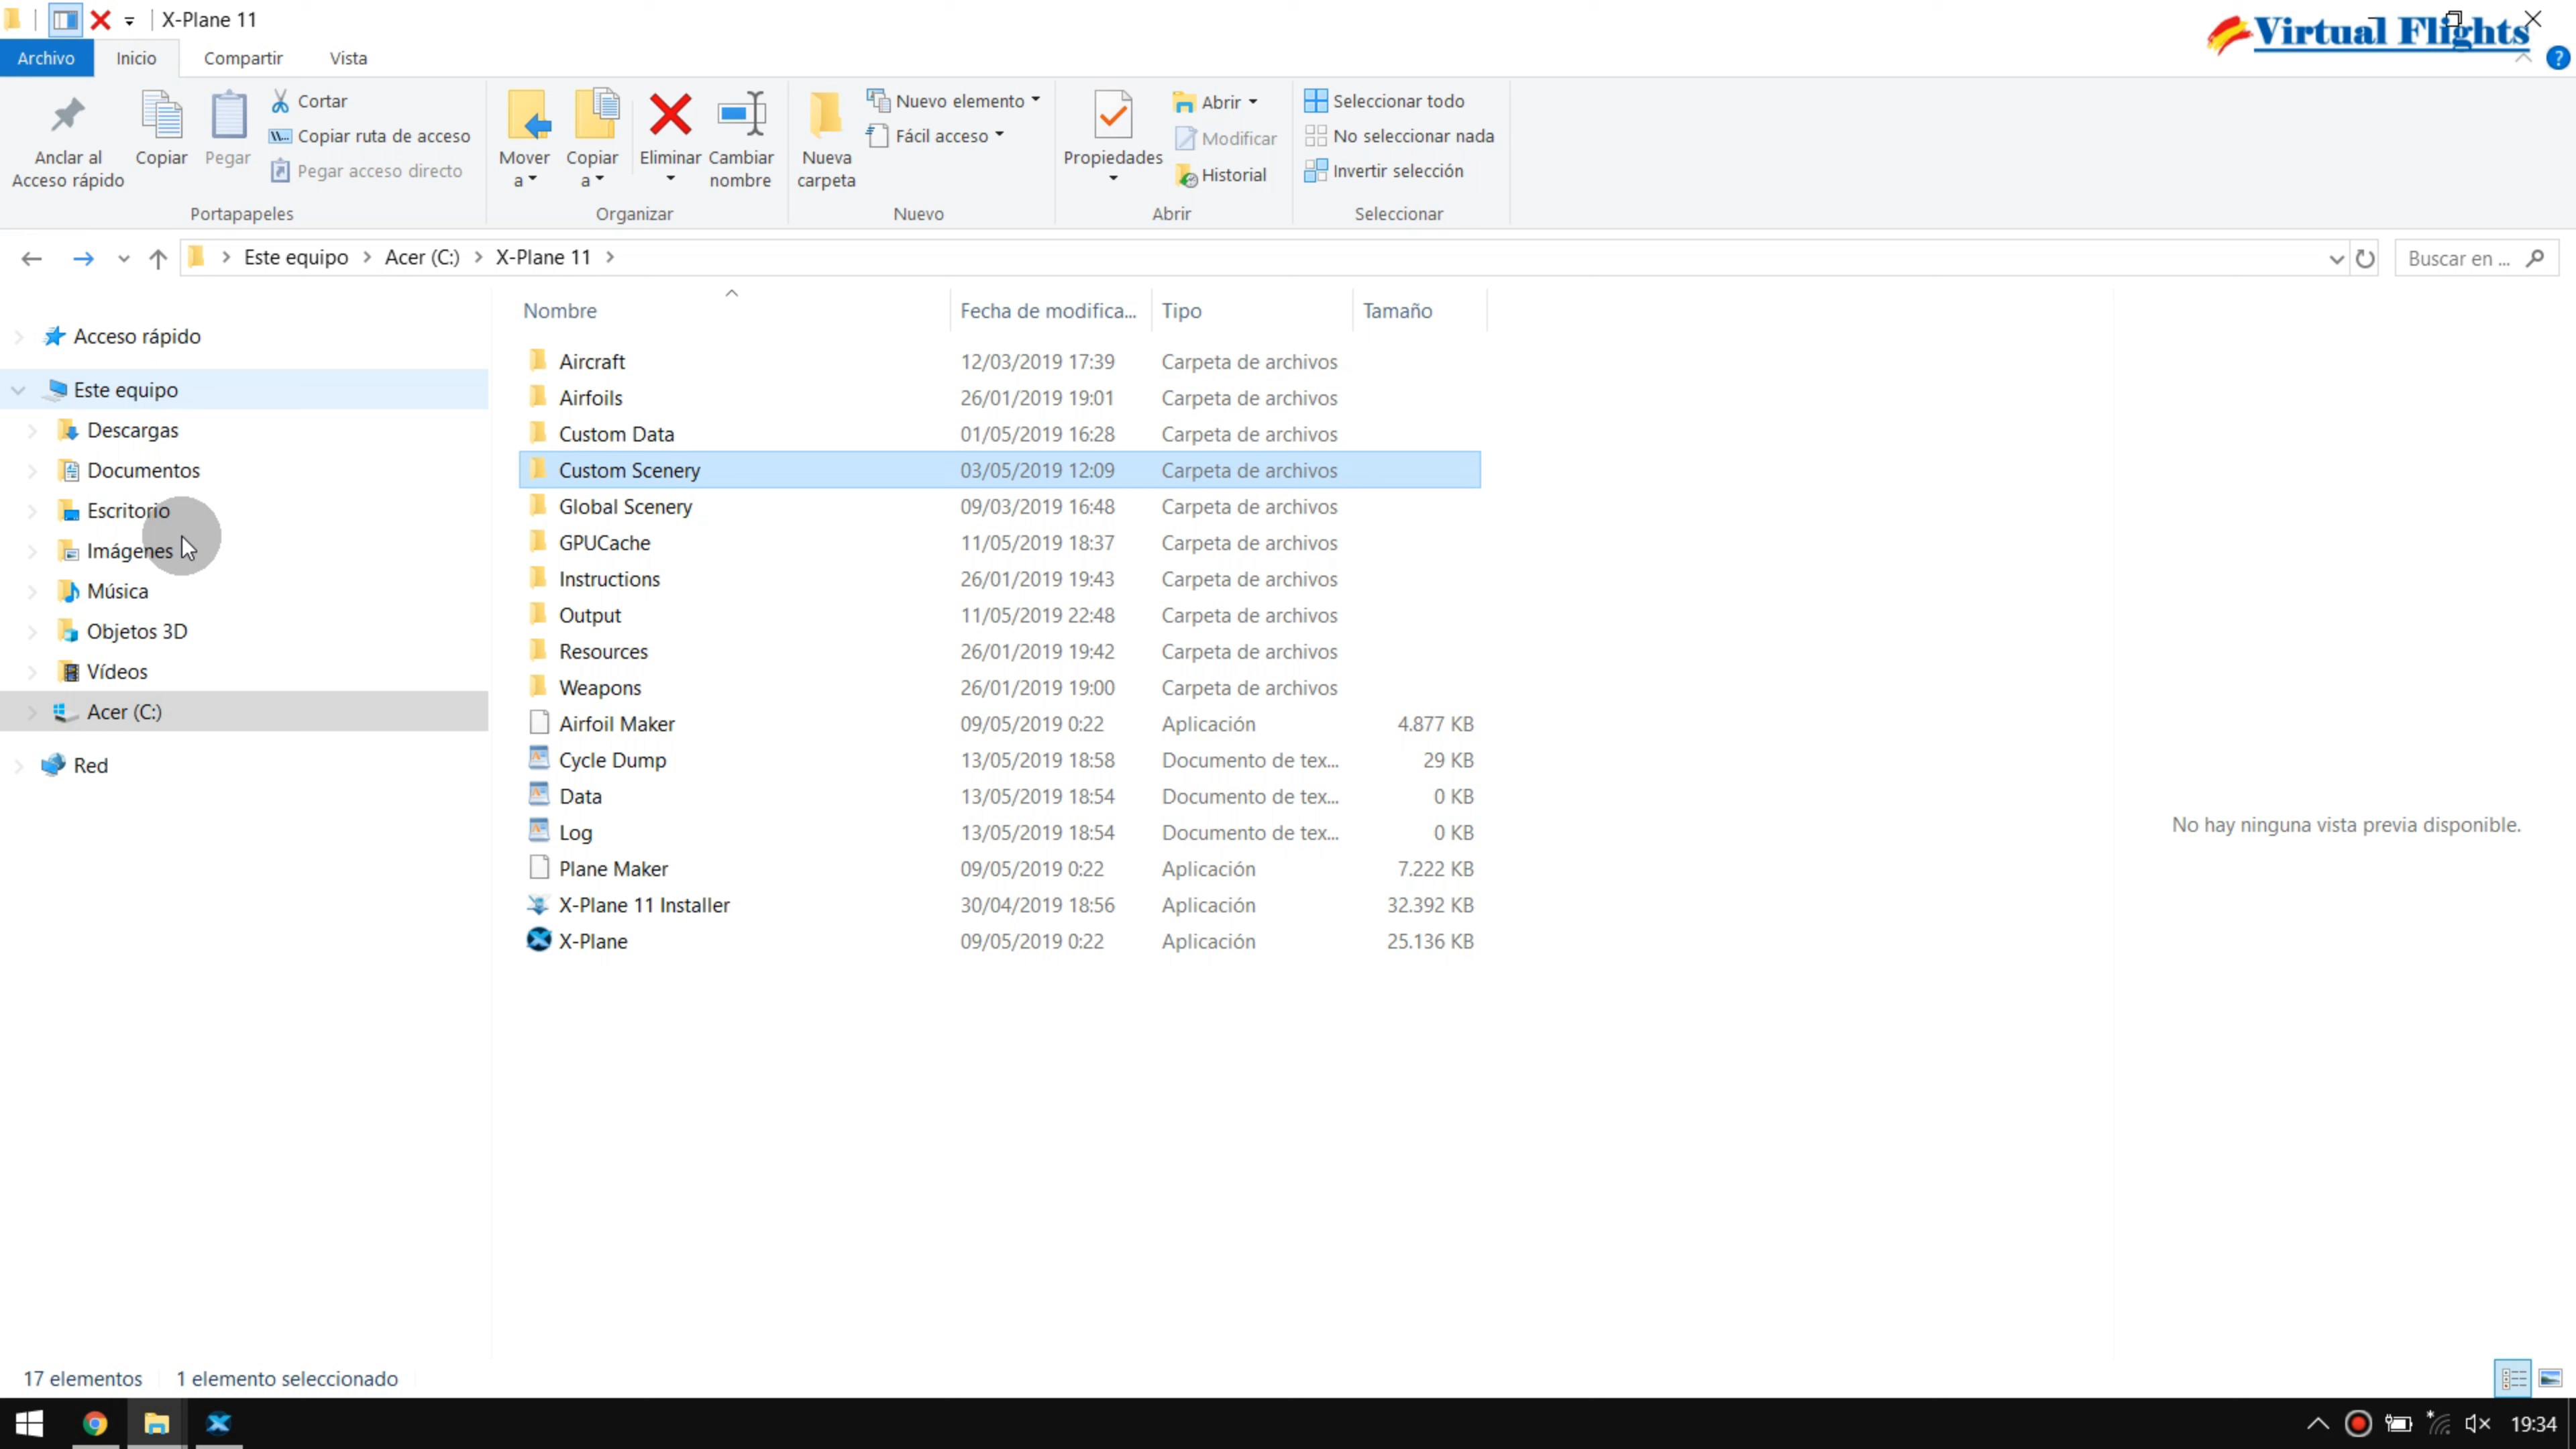 X-Plane 11
Virtual Flights
Archivo Inicio Compartir Vista
Anclar al
Acceso rápido
Copiar
Pegar
Cortar
Copiar ruta de acceso
Pegar acceso directo
Portapapeles
Mover
a
Copiar
a
Eliminar
Cambiar
nombre
Organizar
Nueva
carpeta
Nuevo elemento
Fácil acceso
Nuevo
Propiedades
Abrir
Modificar
Historial
Abrir
Seleccionar todo
No seleccionar nada
Invertir selección
Seleccionar
Este equipo > Acer (C:) > X-Plane 11 >
Buscar en ...
Acceso rápido
Este equipo
Descargas
Documentos
Escritorio
Imágenes
Música
Objetos 3D
Vídeos
Acer (C:)
Red
Nombre Fecha de modifica... Tipo Tamaño
Aircraft 12/03/2019 17:39 Carpeta de archivos
Airfoils 26/01/2019 19:01 Carpeta de archivos
Custom Data 01/05/2019 16:28 Carpeta de archivos
Custom Scenery 03/05/2019 12:09 Carpeta de archivos
Global Scenery 09/03/2019 16:48 Carpeta de archivos
GPUCache 11/05/2019 18:37 Carpeta de archivos
Instructions 26/01/2019 19:43 Carpeta de archivos
Output 11/05/2019 22:48 Carpeta de archivos
Resources 26/01/2019 19:42 Carpeta de archivos
Weapons 26/01/2019 19:00 Carpeta de archivos
Airfoil Maker 09/05/2019 0:22 Aplicación 4.877 KB
Cycle Dump 13/05/2019 18:58 Documento de tex... 29 KB
Data 13/05/2019 18:54 Documento de tex... 0 KB
Log 13/05/2019 18:54 Documento de tex... 0 KB
Plane Maker 09/05/2019 0:22 Aplicación 7.222 KB
X-Plane 11 Installer 30/04/2019 18:56 Aplicación 32.392 KB
X-Plane 09/05/2019 0:22 Aplicación 25.136 KB
No hay ninguna vista previa disponible.
17 elementos 1 elemento seleccionado
19:34